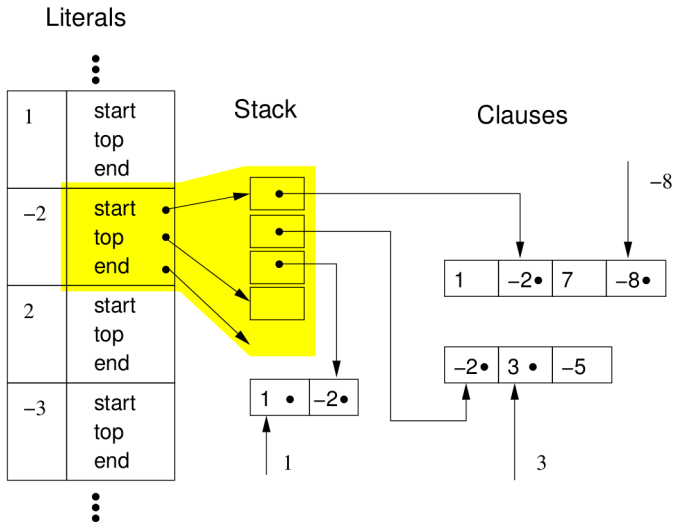 Literals
Stack
Clauses
1
start
top
end
−2
start
top
end
2
start
top
end
−3
start
top
end
−8
1 −2 7 −8
−2 3 −5
1 −2
1
3